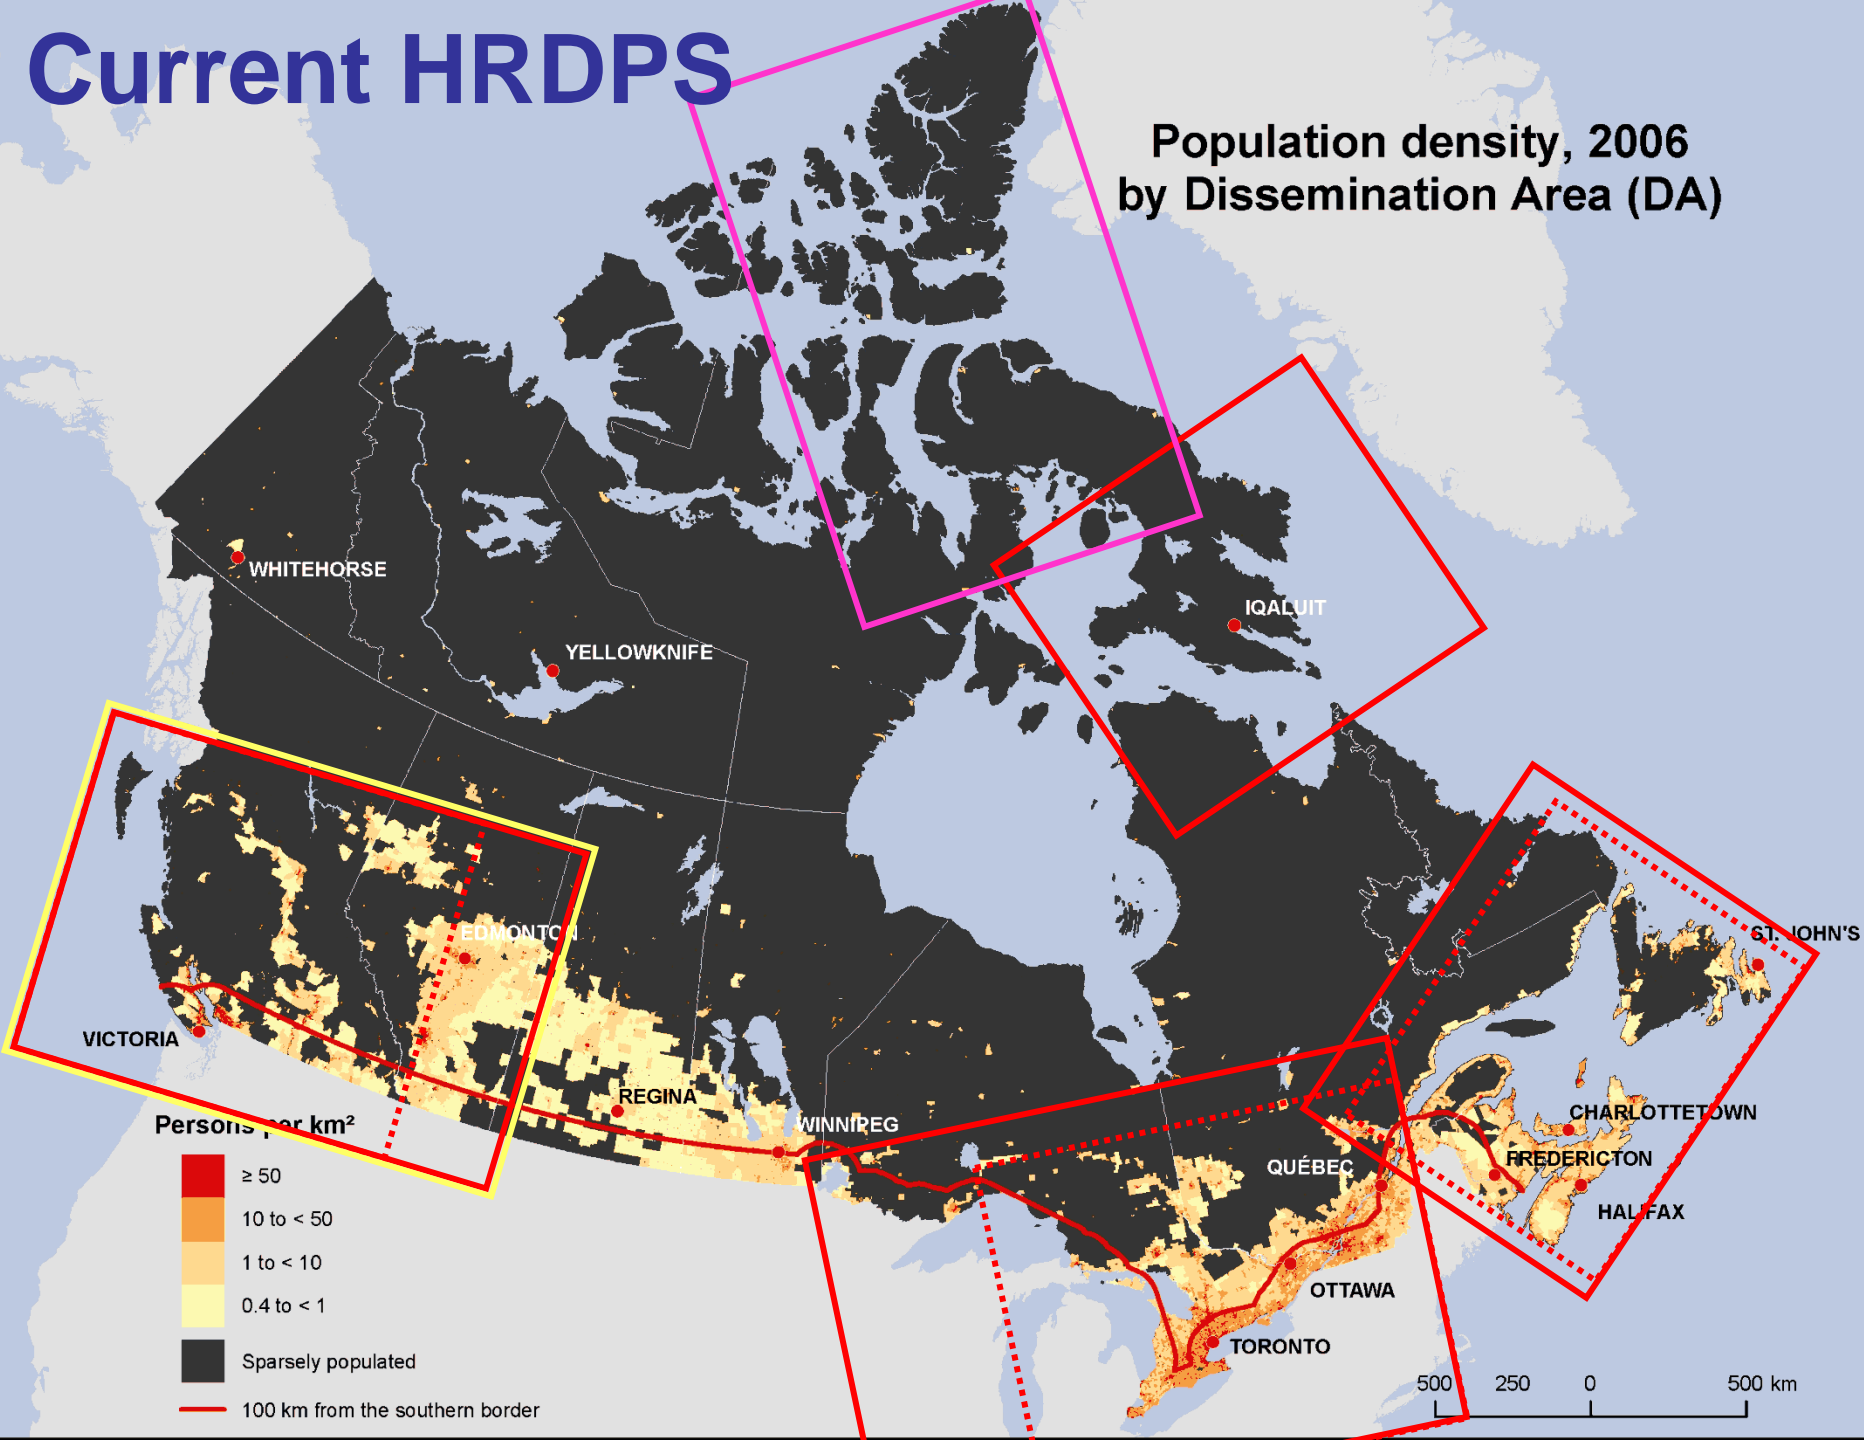 Current HRDPS
Population density, 2006
by Dissemination Area (DA)
WHITEHORSE
IQALUIT
YELLOWKNIFE
EDMONTON
ST. JOHN'S
VICTORIA
REGINA
WINNIPEG
CHARLOTTETOWN
QUÉBEC
FREDERICTON
HALIFAX
OTTAWA
TORONTO
Persons per km²
≥ 50
10 to < 50
1 to < 10
0.4 to < 1
Sparsely populated
100 km from the southern border
500 250 0 500 km